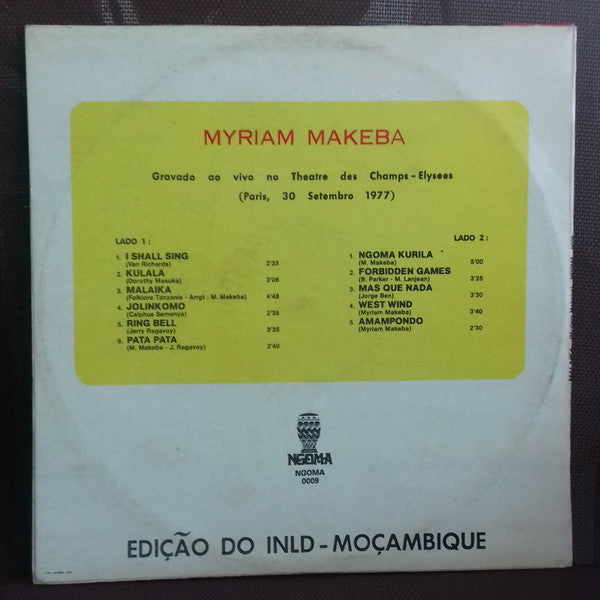 MYRIAM MAKEBA
Gravado ao vivo no Theatre des Champs-Elysees
(Paris, 30 Setembro 1977)
LADO 1:
1. I SHALL SING
(Van Richards) 2'35
2. KULALA
(Dorothy Masuka) 3'06
3. MALAIKA
(Folklore Tanzania - Arrgt: M. Makeba) 4'48
4. JOLINKOMO
(Caiphua Semenya) 2'35
5. RING BELL
(Jerry Ragavoy) 3'35
6. PATA PATA
(M. Makeba - J. Ragavoy) 2'40
LADO 2:
1. NGOMA KURILA
(M. Makeba) 5'00
2. FORBIDDEN GAMES
(B. Parker - M. Lanjean) 3'25
3. MAS QUE NADA
(Jorge Ben) 3'30
4. WEST WIND
(Myriam Makeba) 3'40
5. AMAMPONDO
(Myriam Makeba) 2'30
NGOMA
NGOMA
0009
EDIÇÃO DO INLD - MOÇAMBIQUE